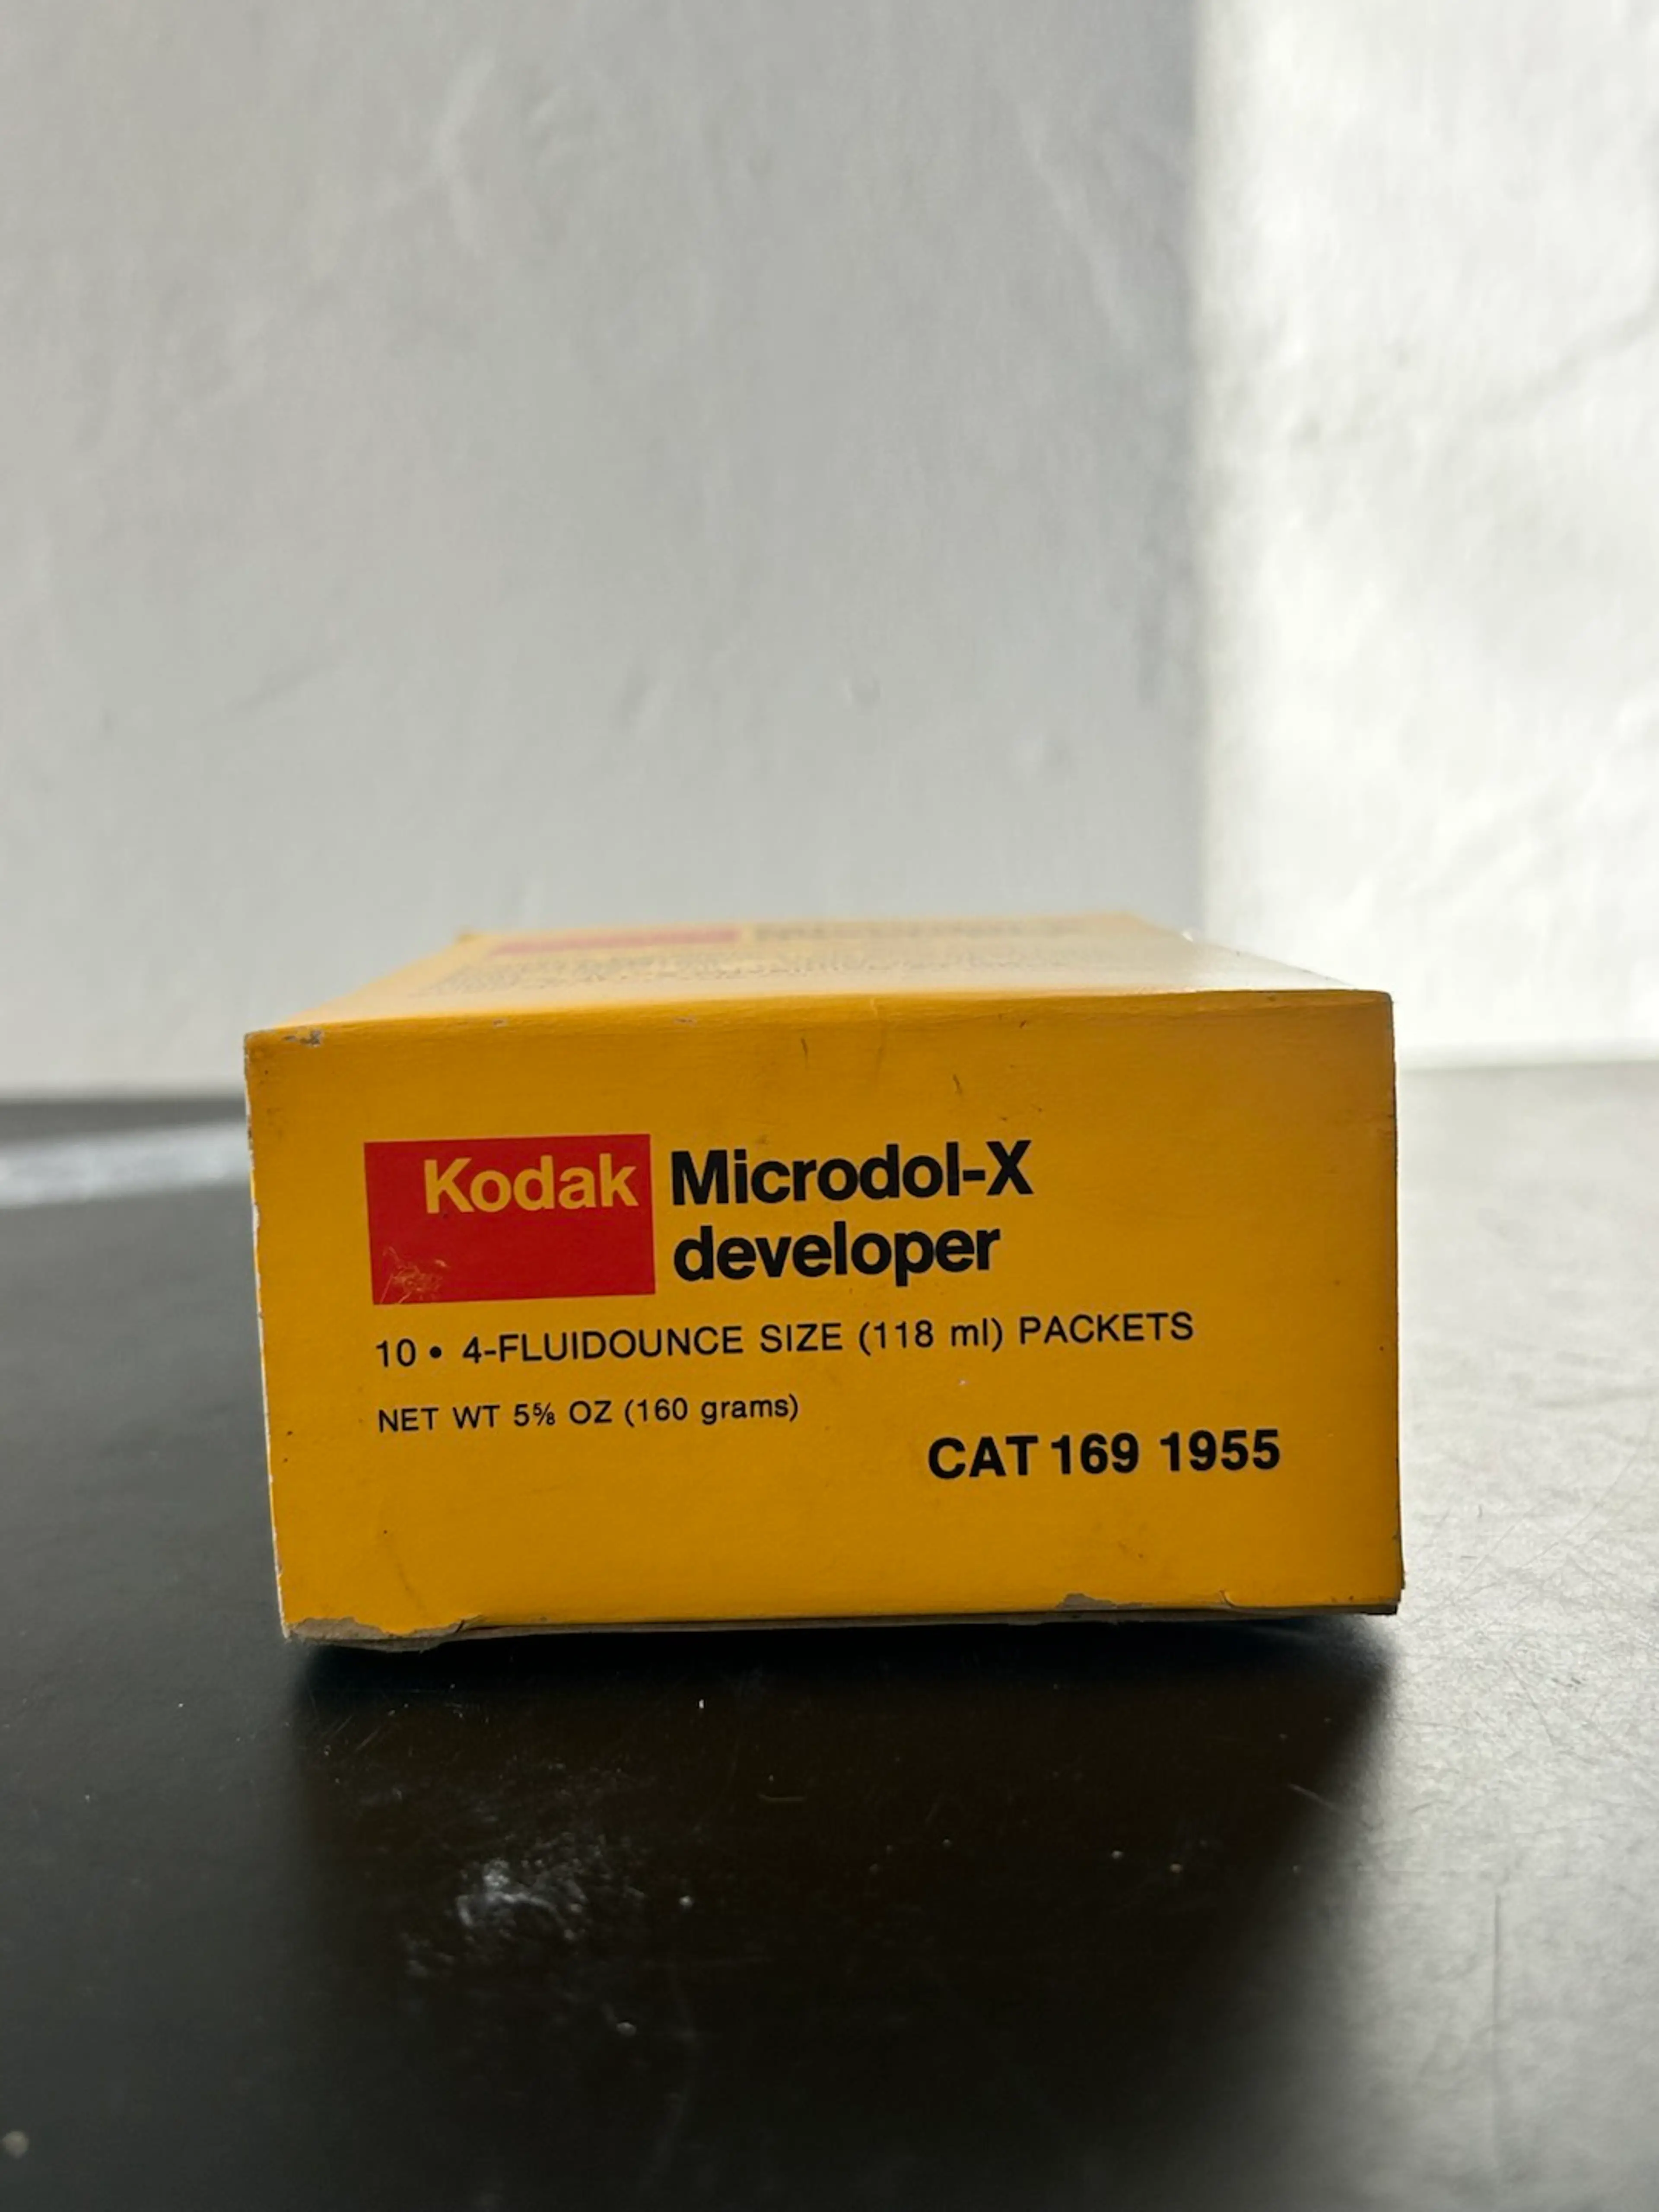 Kodak Microdol-X
developer
10 • 4-FLUIDOUNCE SIZE (118 ml) PACKETS
NET WT 5⅝ OZ (160 grams)
CAT 169 1955